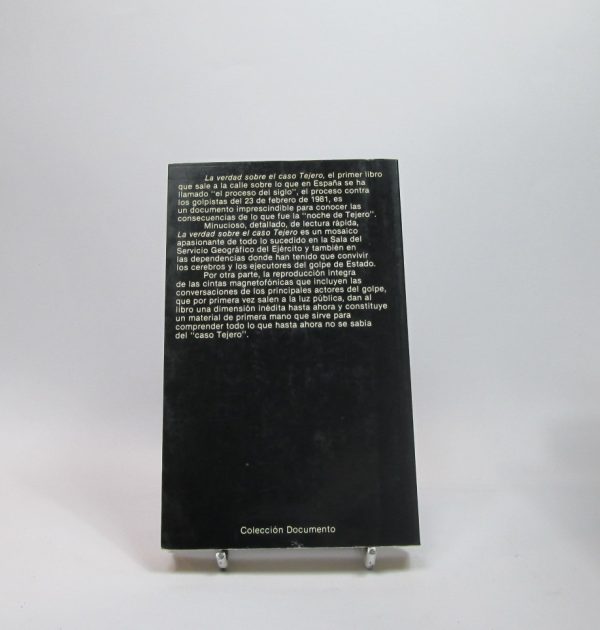 La verdad sobre el caso Tejero, el primer libro
que sale a la calle sobre lo que en España se ha
llamado "el proceso del siglo", el proceso contra
los golpistas del 23 de febrero de 1981, es
un documento imprescindible para conocer las
consecuencias de lo que fue la "noche de Tejero".
Minucioso, detallado, de lectura rápida,
La verdad sobre el caso Tejero es un mosaico
apasionante de todo lo sucedido en la Sala del
Servicio Geográfico del Ejército y también en
las dependencias donde han tenido que convivir
los cerebros y los ejecutores del golpe de Estado.
Por otra parte, la reproducción íntegra
de las cintas magnetofónicas que incluyen las
conversaciones de los principales actores del golpe,
que por primera vez salen a la luz pública, dan al
libro una dimensión inédita hasta ahora y constituye
un material de primera mano que sirve para
comprender todo lo que hasta ahora no se sabía
del "caso Tejero".
Colección Documento